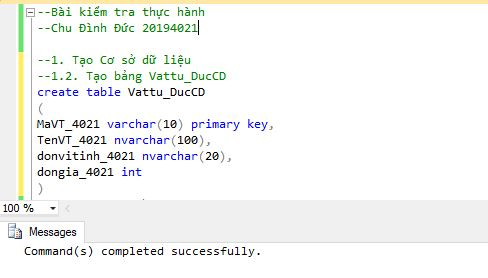 --Bài kiểm tra thực hành
--Chu Đình Đức 20194021
--1. Tạo Cơ sở dữ liệu
--1.2. Tạo bảng Vattu_DucCD
create table Vattu_DucCD
(
MaVT_4021 varchar(10) primary key,
TenVT_4021 nvarchar(100),
donvitinh_4021 nvarchar(20),
dongia_4021 int
)
100 %
Messages
Command(s) completed successfully.